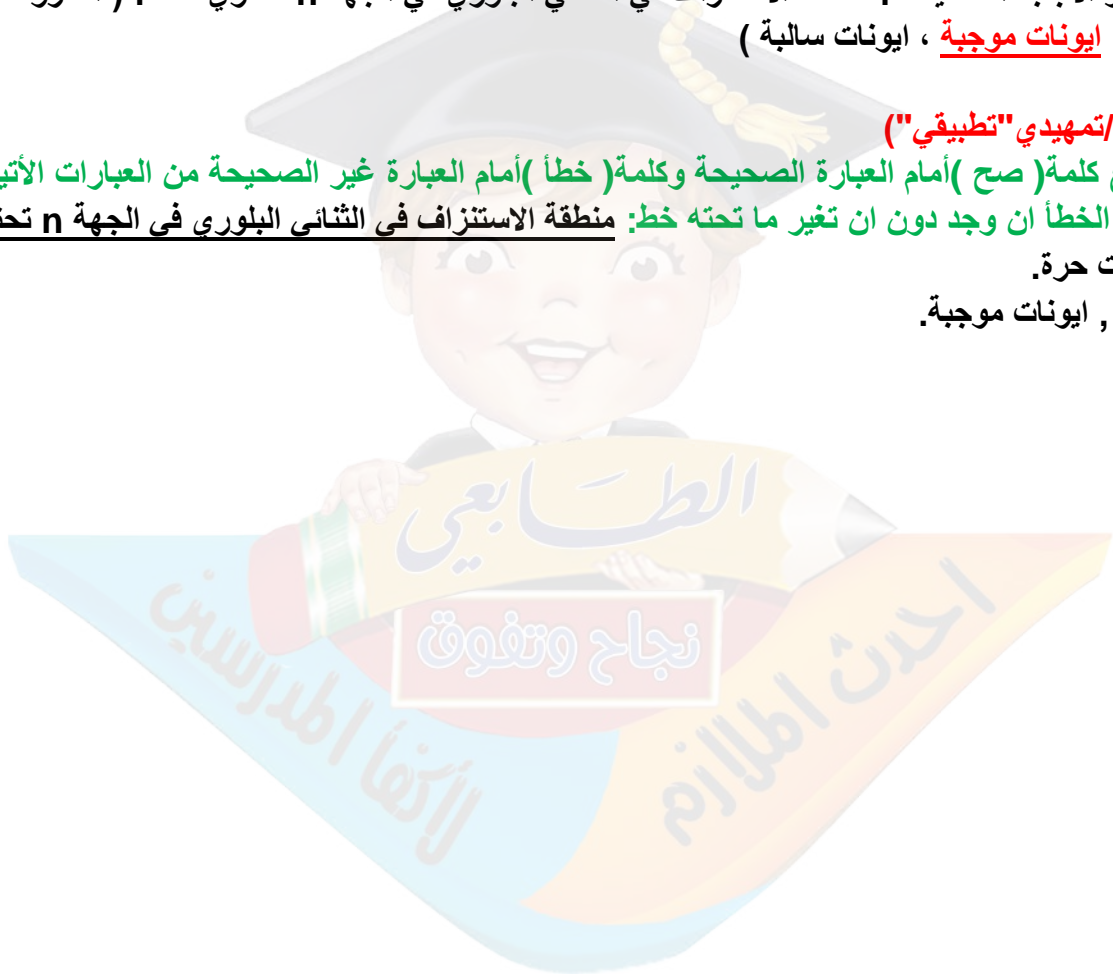 ايونات موجبة ، ايونات سالبة )
/تمهيدي"تطبيقي")
كلمة( صح )أمام العبارة الصحيحة وكلمة( خطأ )أمام العبارة غير الصحيحة من العبارات
الخطأ ان وجد دون ان تغير ما تحته خط: منطقة الاستنزاف في الثنائي البلوري في الجهة n
حرة.
, ايونات موجبة.
الطابعي
نجاح وتفوق
احدث الملازم
لأكفأ المدرسين